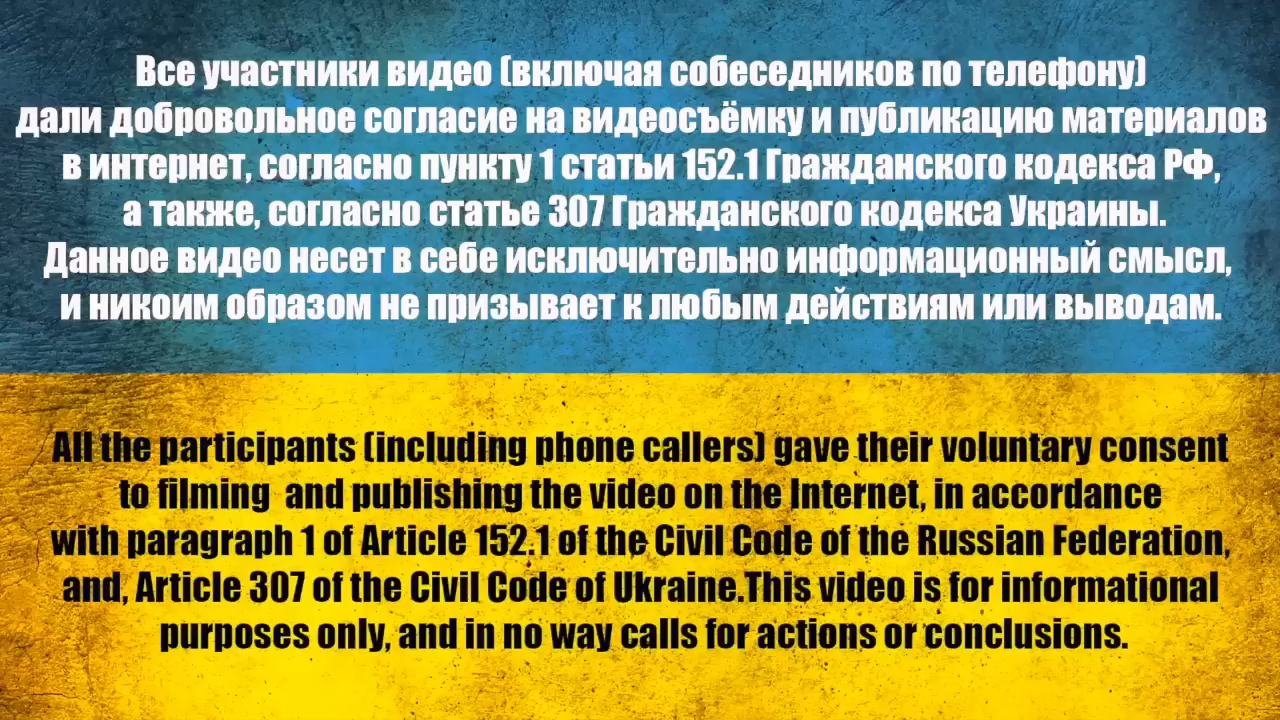 Все участники видео (включая собеседников по телефону)
дали добровольное согласие на видеосъёмку и публикацию материалов
в интернет, согласно пункту 1 статьи 152.1 Гражданского кодекса РФ,
а также, согласно статье 307 Гражданского кодекса Украины.
Данное видео несет в себе исключительно информационный смысл,
и никоим образом не призывает к любым действиям или выводам.
All the participants (including phone callers) gave their voluntary consent
to filming and publishing the video on the Internet, in accordance
with paragraph 1 of Article 152.1 of the Civil Code of the Russian Federation,
and, Article 307 of the Civil Code of Ukraine.This video is for informational
purposes only, and in no way calls for actions or conclusions.